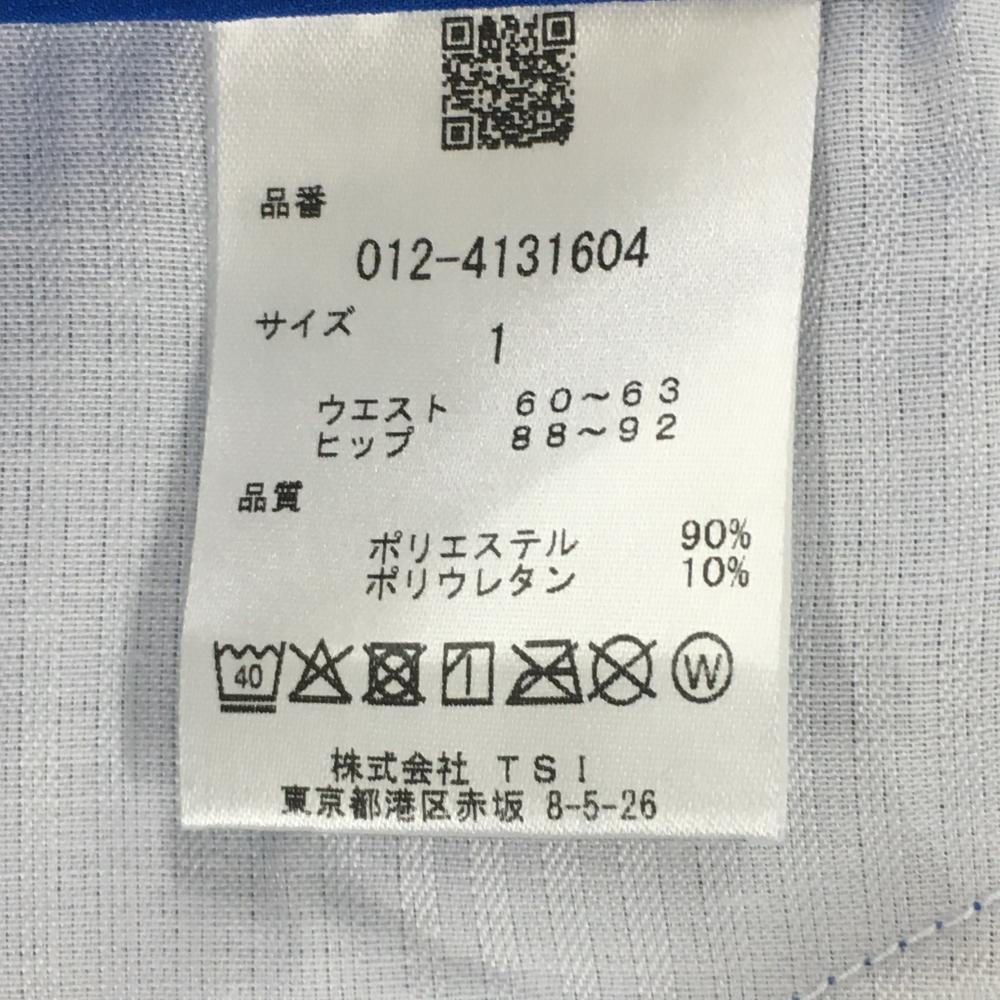 品番
012-4131604
サイズ 1
ウエスト 60～63
ヒップ 88～92
品質
ポリエステル 90%
ポリウレタン 10%
40 W
株式会社 TSI
東京都港区赤坂 8-5-26